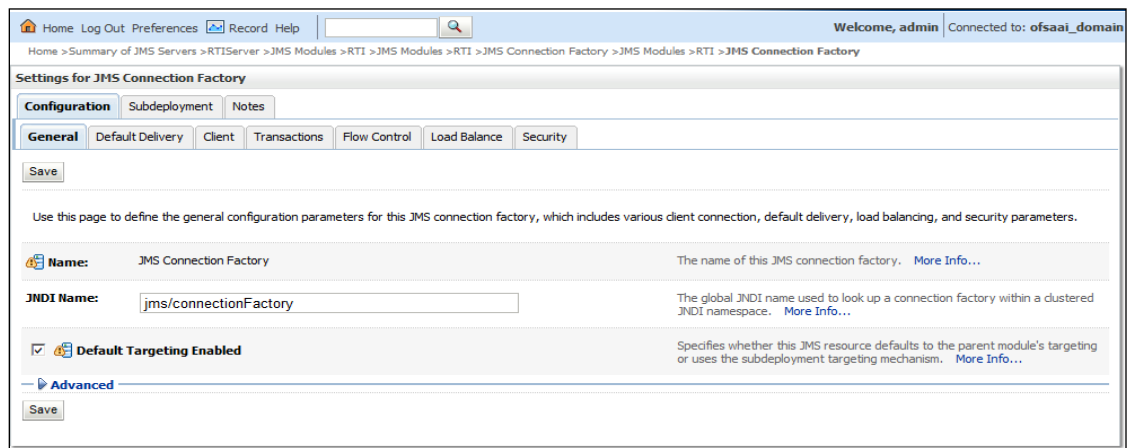 Home Log Out Preferences Record Help Welcome, admin Connected to: ofsaai_domain
Home >Summary of JMS Servers >RTIServer >JMS Modules >RTI >JMS Modules >RTI >JMS Connection Factory >JMS Modules >RTI >JMS Connection Factory
Settings for JMS Connection Factory
Configuration Subdeployment Notes
General Default Delivery Client Transactions Flow Control Load Balance Security
Save
Use this page to define the general configuration parameters for this JMS connection factory, which includes various client connection, default delivery, load balancing, and security parameters.
Name: JMS Connection Factory The name of this JMS connection factory. More Info...
JNDI Name: jms/connectionFactory The global JNDI name used to look up a connection factory within a clustered
JNDI namespace. More Info...
Default Targeting Enabled Specifies whether this JMS resource defaults to the parent module's targeting
or uses the subdeployment targeting mechanism. More Info...
Advanced
Save